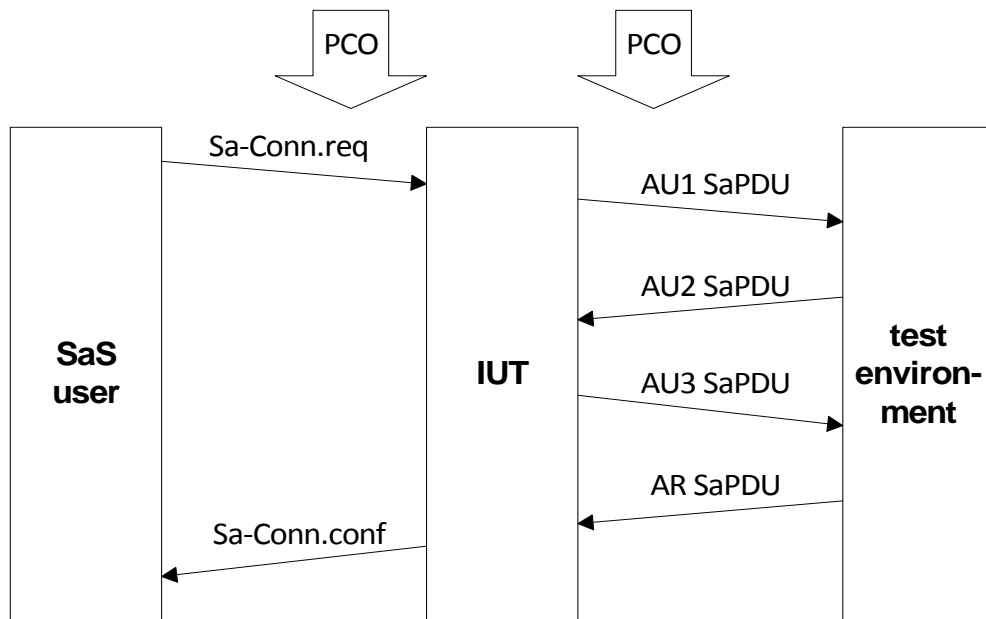 PCO
PCO
Sa-Conn.req
AU1 SaPDU
AU2 SaPDU
SaS
user
IUT
test
environ-
ment
AU3 SaPDU
AR SaPDU
Sa-Conn.conf